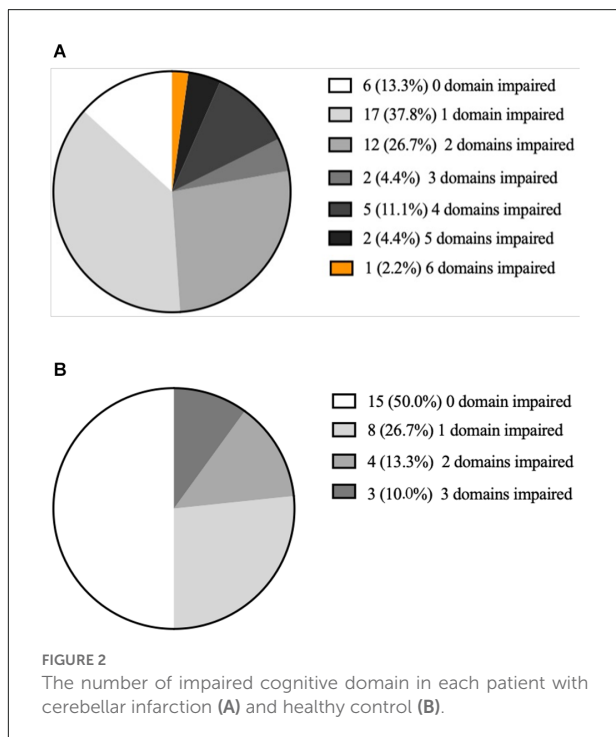 A
6 (13.3%) 0 domain impaired
17 (37.8%) 1 domain impaired
12 (26.7%) 2 domains impaired
2 (4.4%) 3 domains impaired
5 (11.1%) 4 domains impaired
2 (4.4%) 5 domains impaired
1 (2.2%) 6 domains impaired
B
15 (50.0%) 0 domain impaired
8 (26.7%) 1 domain impaired
4 (13.3%) 2 domains impaired
3 (10.0%) 3 domains impaired
FIGURE 2
The number of impaired cognitive domain in each patient with
cerebellar infarction (A) and healthy control (B).